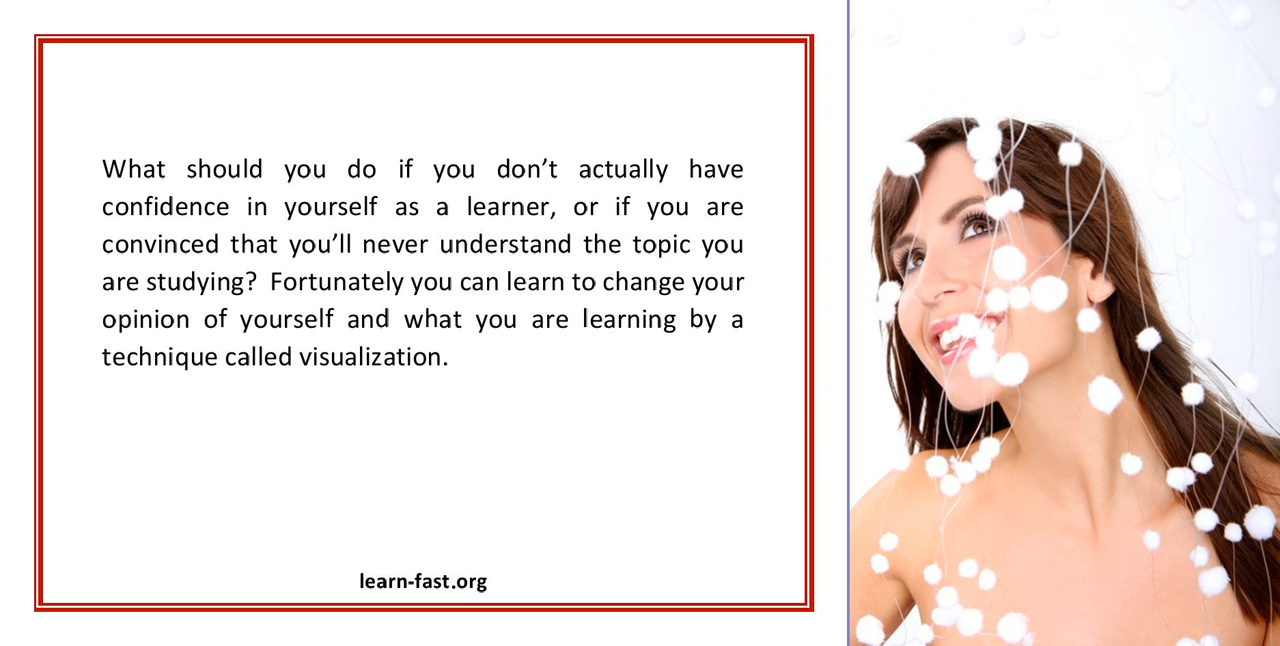 What should you do if you don’t actually have
confidence in yourself as a learner, or if you are
convinced that you’ll never understand the topic you
are studying?  Fortunately you can learn to change your
opinion of yourself and what you are learning by a
technique called visualization.
learn-fast.org